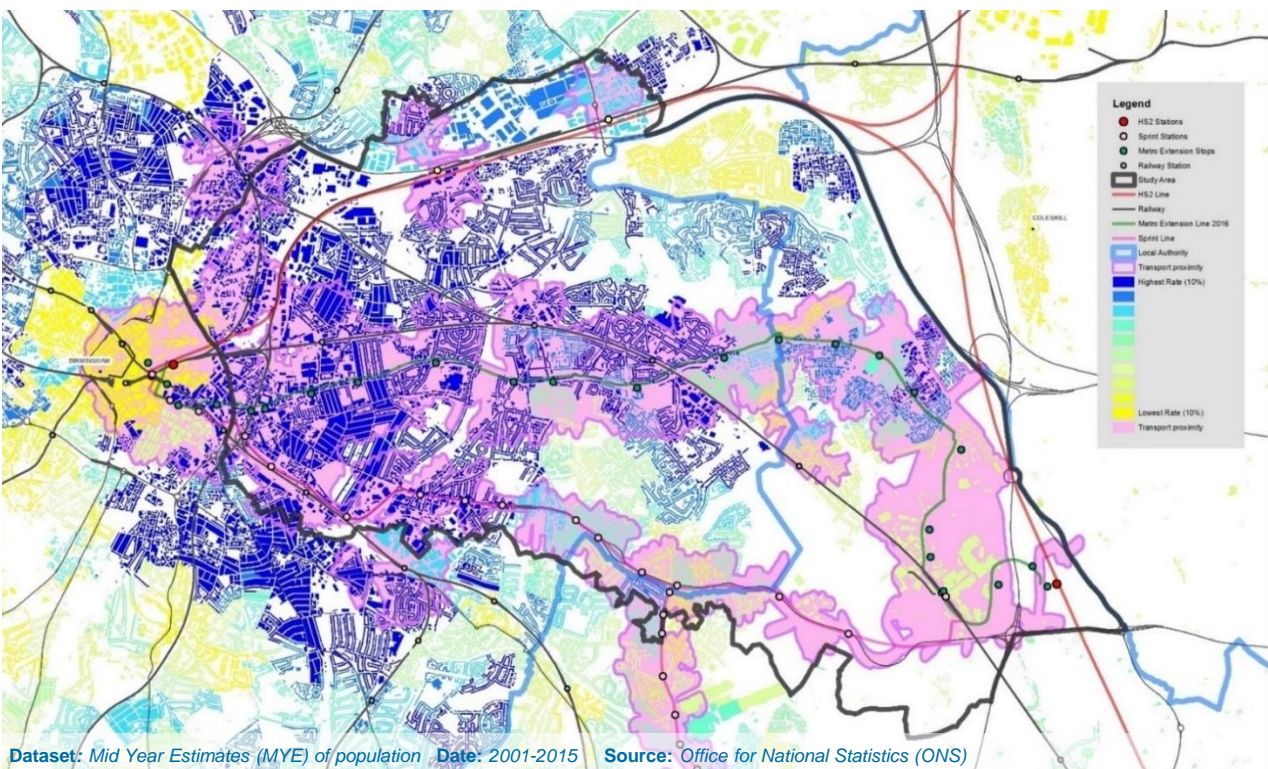 COLESHILL
BIRMINGHAM
Legend
HS2 Stations
Sprint Stations
Metro Extension Stops
Railway Station
Study Area
HS2 Line
Railway
Metro Extension Line 2016
Sprint Line
Local Authority
Transport proximity
Highest Rate (10%)
Lowest Rate (10%)
Transport proximity
Dataset: Mid Year Estimates (MYE) of population Date: 2001-2015 Source: Office for National Statistics (ONS)